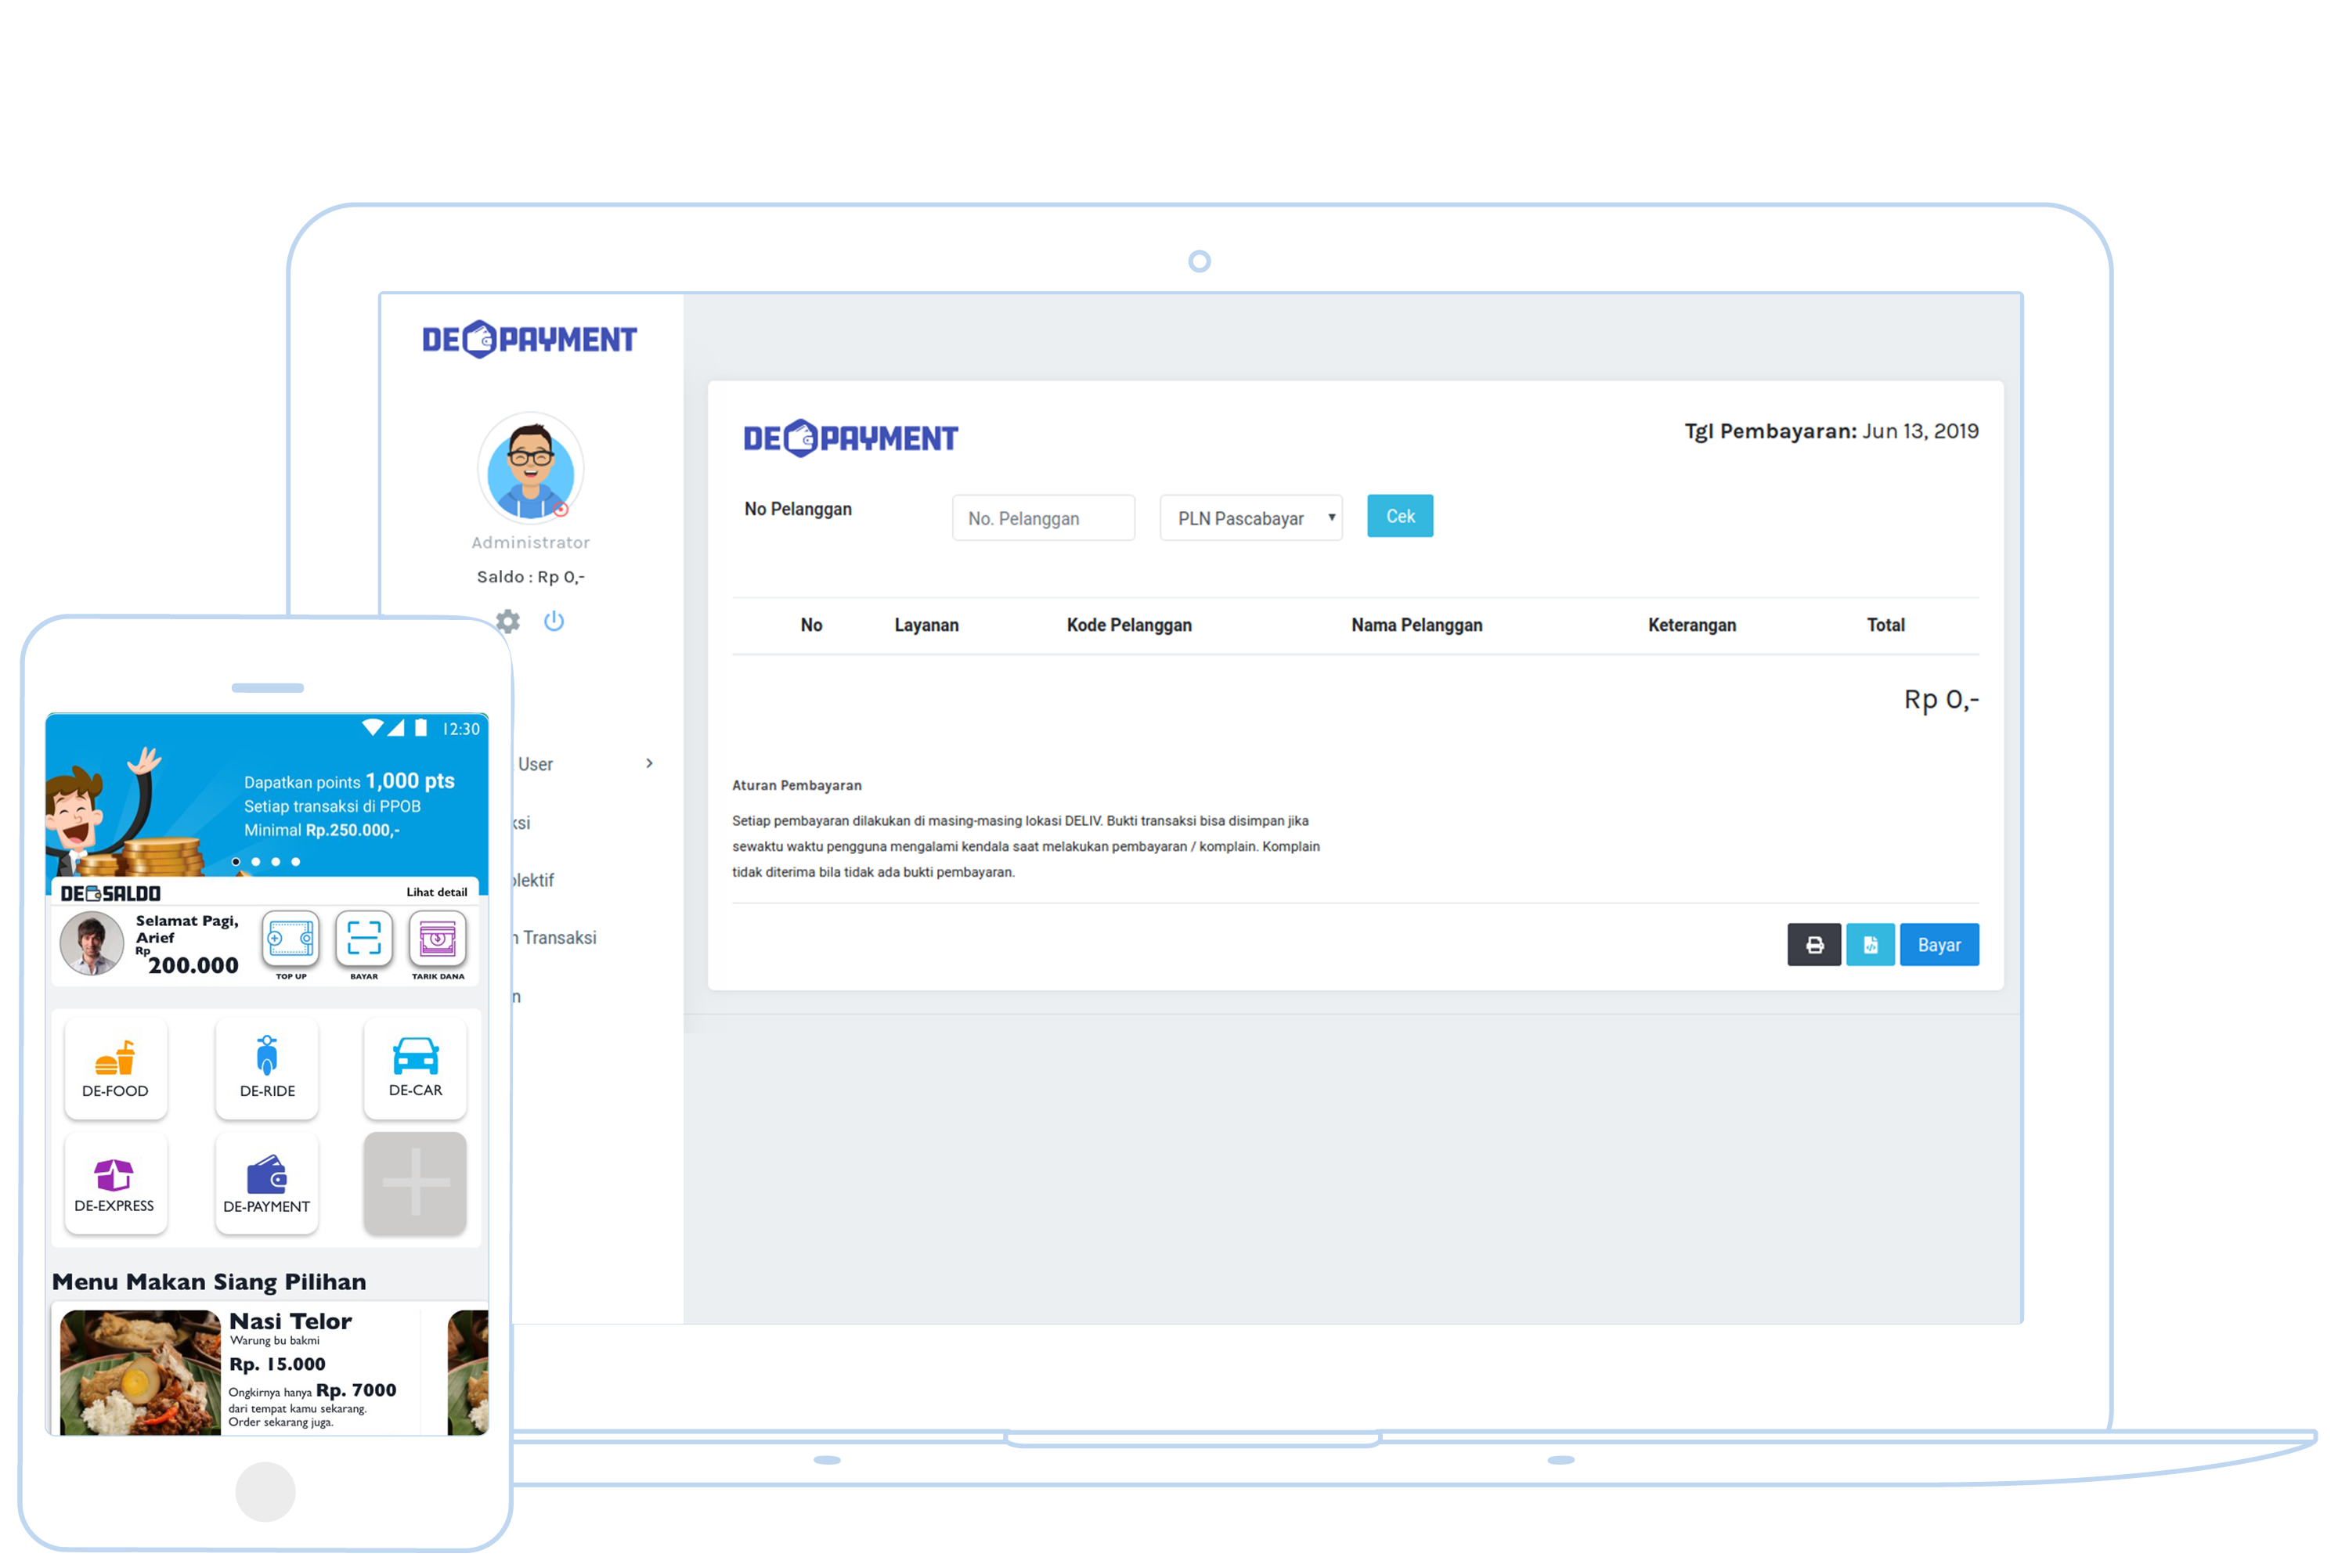 DE PAYMENT
Administrator
Saldo : Rp 0,-
User
Transaksi
DE PAYMENT
Tgl Pembayaran: Jun 13, 2019
No Pelanggan
No. Pelanggan
PLN Pascabayar
Cek
No Layanan Kode Pelanggan Nama Pelanggan Keterangan Total
Rp 0,-
Aturan Pembayaran
Setiap pembayaran dilakukan di masing-masing lokasi DELIV. Bukti transaksi bisa disimpan jika
sewaktu waktu pengguna mengalami kendala saat melakukan pembayaran / komplain. Komplain
tidak diterima bila tidak ada bukti pembayaran.
Bayar
12:30
Dapatkan points 1,000 pts
Setiap transaksi di PPOB
Minimal Rp.250.000,-
DE SALDO
Lihat detail
Selamat Pagi,
Arief
Rp
200.000
TOP UP
BAYAR
TARIK DANA
DE-FOOD
DE-RIDE
DE-CAR
DE-EXPRESS
DE-PAYMENT
Menu Makan Siang Pilihan
Nasi Telor
Warung bu bakmi
Rp. 15.000
Ongkirnya hanya Rp. 7000
dari tempat kamu sekarang.
Order sekarang juga.